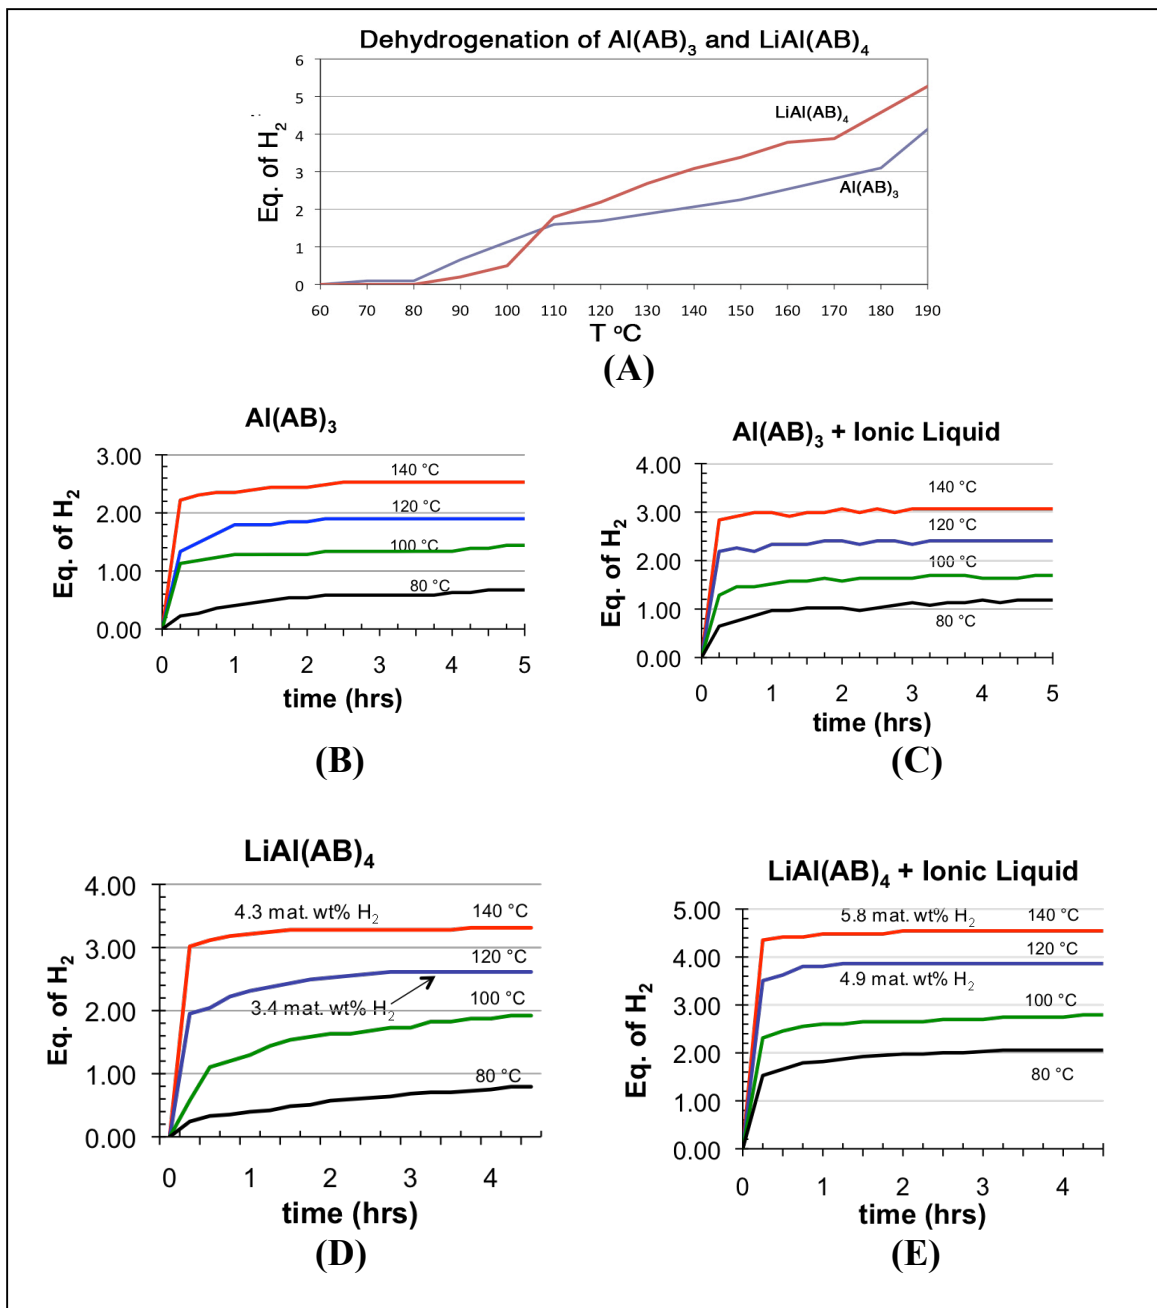 Dehydrogenation of Al(AB)₃ and LiAl(AB)₄
Eq. of H₂
6
5
4
3
2
1
0
LiAl(AB)₄
Al(AB)₃
60 70 80 90 100 110 120 130 140 150 160 170 180 190
T °C
(A)
Al(AB)₃
Eq. of H₂
3.00
2.00
1.00
0.00
140 °C
120 °C
100 °C
80 °C
0 1 2 3 4 5
time (hrs)
(B)
Al(AB)₃ + Ionic Liquid
Eq. of H₂
4.00
3.00
2.00
1.00
0.00
140 °C
120 °C
100 °C
80 °C
0 1 2 3 4 5
time (hrs)
(C)
LiAl(AB)₄
Eq. of H₂
4.00
3.00
2.00
1.00
0.00
4.3 mat. wt% H₂
140 °C
120 °C
3.4 mat. wt% H₂
100 °C
80 °C
0 1 2 3 4
time (hrs)
(D)
LiAl(AB)₄ + Ionic Liquid
Eq. of H₂
5.00
4.00
3.00
2.00
1.00
0.00
5.8 mat. wt% H₂
140 °C
120 °C
4.9 mat. wt% H₂
100 °C
80 °C
0 1 2 3 4
time (hrs)
(E)